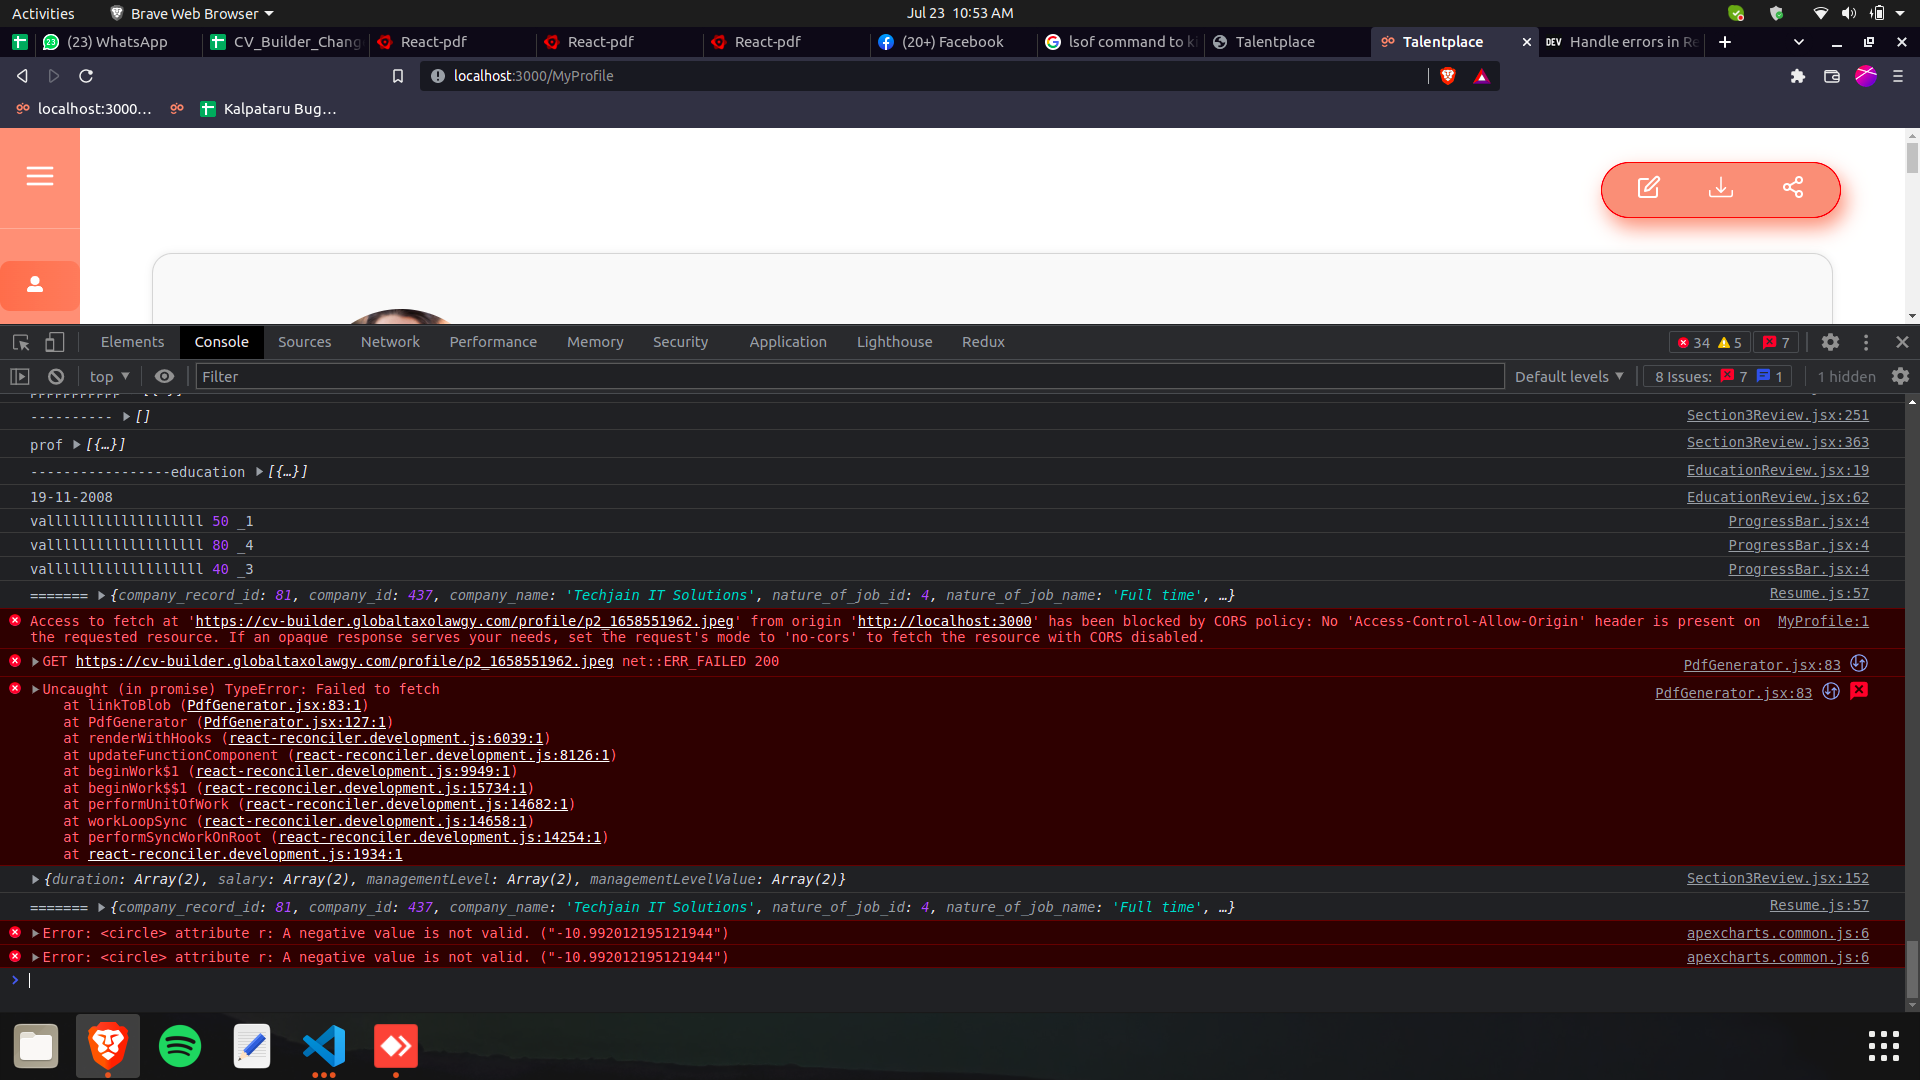 Activities
Brave Web Browser
Jul 23 10:53 AM
(23) WhatsApp
CV_Builder_Chang
React-pdf
React-pdf
React-pdf
(20+) Facebook
lsof command to ki
Talentplace
Talentplace
DEV Handle errors in Re
localhost:3000/MyProfile
localhost:3000...
Kalpataru Bug...
Elements
Console
Sources
Network
Performance
Memory
Security
Application
Lighthouse
Redux
34
5
7
top
Filter
Default levels
8 Issues: 7 1
1 hidden
---------- ▶[]
Section3Review.jsx:251
prof ▶[{…}]
Section3Review.jsx:363
-----------------education ▶[{…}]
EducationReview.jsx:19
19-11-2008
EducationReview.jsx:62
valllllllllllllllllll 50 _1
ProgressBar.jsx:4
valllllllllllllllllll 80 _4
ProgressBar.jsx:4
valllllllllllllllllll 40 _3
ProgressBar.jsx:4
======= ▶{company_record_id: 81, company_id: 437, company_name: 'Techjain IT Solutions', nature_of_job_id: 4, nature_of_job_name: 'Full time', …}
Resume.js:57
Access to fetch at 'https://cv-builder.globaltaxolawgy.com/profile/p2_1658551962.jpeg' from origin 'http://localhost:3000' has been blocked by CORS policy: No 'Access-Control-Allow-Origin' header is present on
MyProfile:1
the requested resource. If an opaque response serves your needs, set the request's mode to 'no-cors' to fetch the resource with CORS disabled.
▶GET https://cv-builder.globaltaxolawgy.com/profile/p2_1658551962.jpeg net::ERR_FAILED 200
PdfGenerator.jsx:83
▶Uncaught (in promise) TypeError: Failed to fetch
PdfGenerator.jsx:83
at linkToBlob (PdfGenerator.jsx:83:1)
at PdfGenerator (PdfGenerator.jsx:127:1)
at renderWithHooks (react-reconciler.development.js:6039:1)
at updateFunctionComponent (react-reconciler.development.js:8126:1)
at beginWork$1 (react-reconciler.development.js:9949:1)
at beginWork$$1 (react-reconciler.development.js:15734:1)
at performUnitOfWork (react-reconciler.development.js:14682:1)
at workLoopSync (react-reconciler.development.js:14658:1)
at performSyncWorkOnRoot (react-reconciler.development.js:14254:1)
at react-reconciler.development.js:1934:1
▶{duration: Array(2), salary: Array(2), managementLevel: Array(2), managementLevelValue: Array(2)}
Section3Review.jsx:152
======= ▶{company_record_id: 81, company_id: 437, company_name: 'Techjain IT Solutions', nature_of_job_id: 4, nature_of_job_name: 'Full time', …}
Resume.js:57
▶Error: <circle> attribute r: A negative value is not valid. ("-10.992012195121944")
apexcharts.common.js:6
▶Error: <circle> attribute r: A negative value is not valid. ("-10.992012195121944")
apexcharts.common.js:6